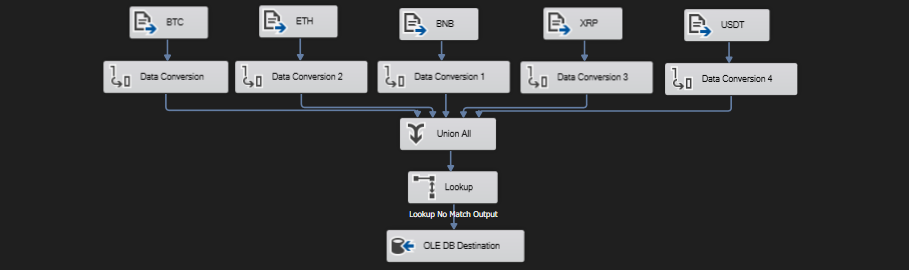 BTC
ETH
BNB
XRP
USDT
Data Conversion
Data Conversion 2
Data Conversion 1
Data Conversion 3
Data Conversion 4
Union All
Lookup
Lookup No Match Output
OLE DB Destination